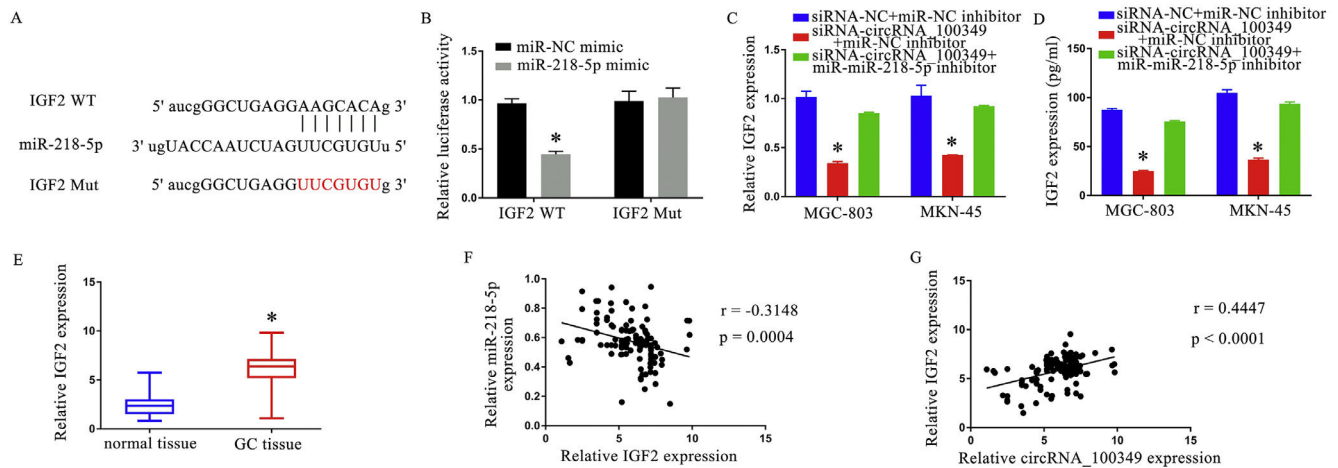 A
IGF2 WT
5' aucgGGCUGAGGAAGCACAg 3'
miR-218-5p
3' ugUACCAAUCUAGUUCGUGUu 5'
IGF2 Mut
5' aucgGGCUGAGGUUCGUGUg 3'
B
miR-NC mimic
miR-218-5p mimic
Relative luciferase activity
2.0
1.5
1.0
0.5
0.0
*
IGF2 WT
IGF2 Mut
C
siRNA-NC+miR-NC inhibitor
siRNA-circRNA_100349
+miR-NC inhibitor
siRNA-circRNA_100349+
miR-miR-218-5p inhibitor
Relative IGF2 expression
1.5
1.0
0.5
0.0
*
*
MGC-803
MKN-45
D
siRNA-NC+miR-NC inhibitor
siRNA-circRNA_100349
+miR-NC inhibitor
siRNA-circRNA_100349+
miR-miR-218-5p inhibitor
IGF2 expression (pg/ml)
150
100
50
0
*
*
MGC-803
MKN-45
E
Relative IGF2 expression
15
10
5
0
*
normal tissue
GC tissue
F
Relative miR-218-5p
expression
1.0
0.8
0.6
0.4
0.2
0.0
r = -0.3148
p = 0.0004
0
5
10
15
Relative IGF2 expression
G
Relative IGF2 expression
15
10
5
0
r = 0.4447
p < 0.0001
0
5
10
15
Relative circRNA_100349 expression